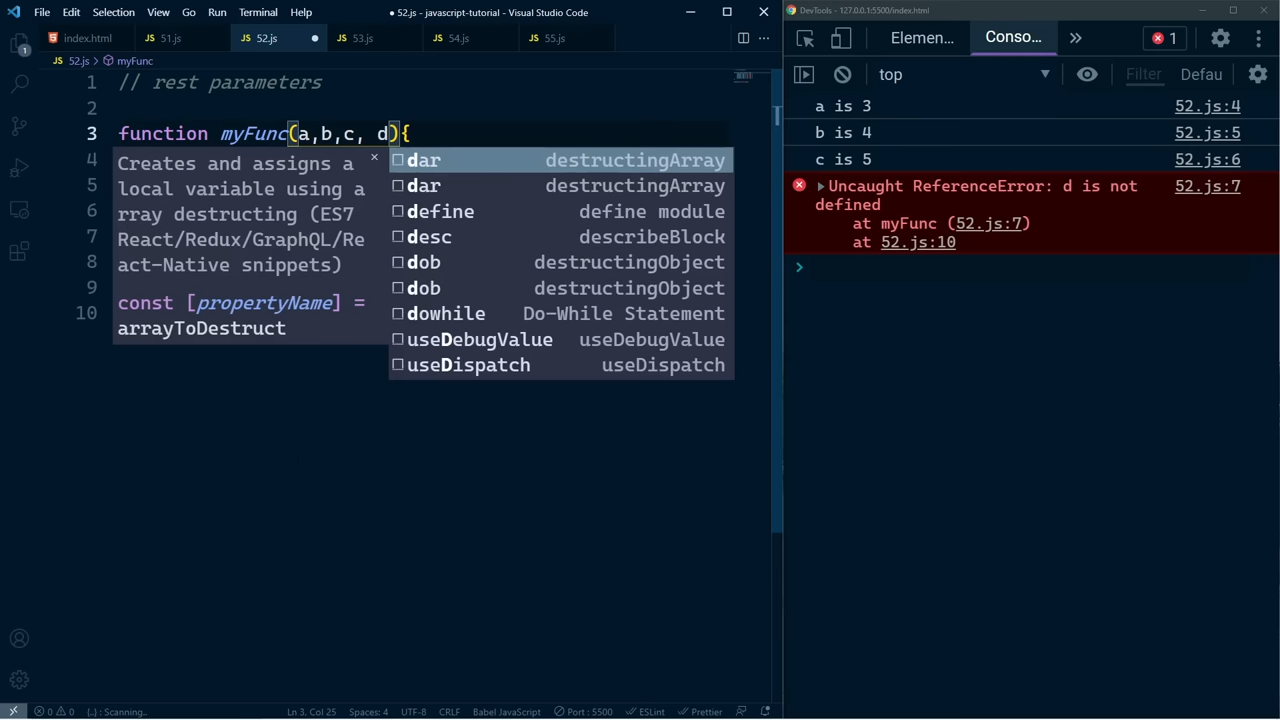 File Edit Selection View Go Run Terminal Help
● 52.js - javascript-tutorial - Visual Studio Code
DevTools - 127.0.0.1:5500/index.html
index.html JS 51.js JS 52.js ● JS 53.js JS 54.js JS 55.js
JS 52.js > myFunc
1 // rest parameters
2
3 function myFunc(a,b,c, d){
4
5
6
7
8
9
10
Creates and assigns a
local variable using a
rray destructing (ES7
React/Redux/GraphQL/Re
act-Native snippets)
const [propertyName] =
arrayToDestruct
dar destructingArray
dar destructingArray
define define module
desc describeBlock
dob destructingObject
dob destructingObject
dowhile Do-While Statement
useDebugValue useDebugValue
useDispatch useDispatch
1
Elemen… Conso… » 1
top Filter Defau
a is 3 52.js:4
b is 4 52.js:5
c is 5 52.js:6
Uncaught ReferenceError: d is not 52.js:7
defined
at myFunc (52.js:7)
at 52.js:10
>
0 0 {..} : Scanning.. Ln 3, Col 25 Spaces: 4 UTF-8 CRLF Babel JavaScript Port : 5500 ESLint Prettier